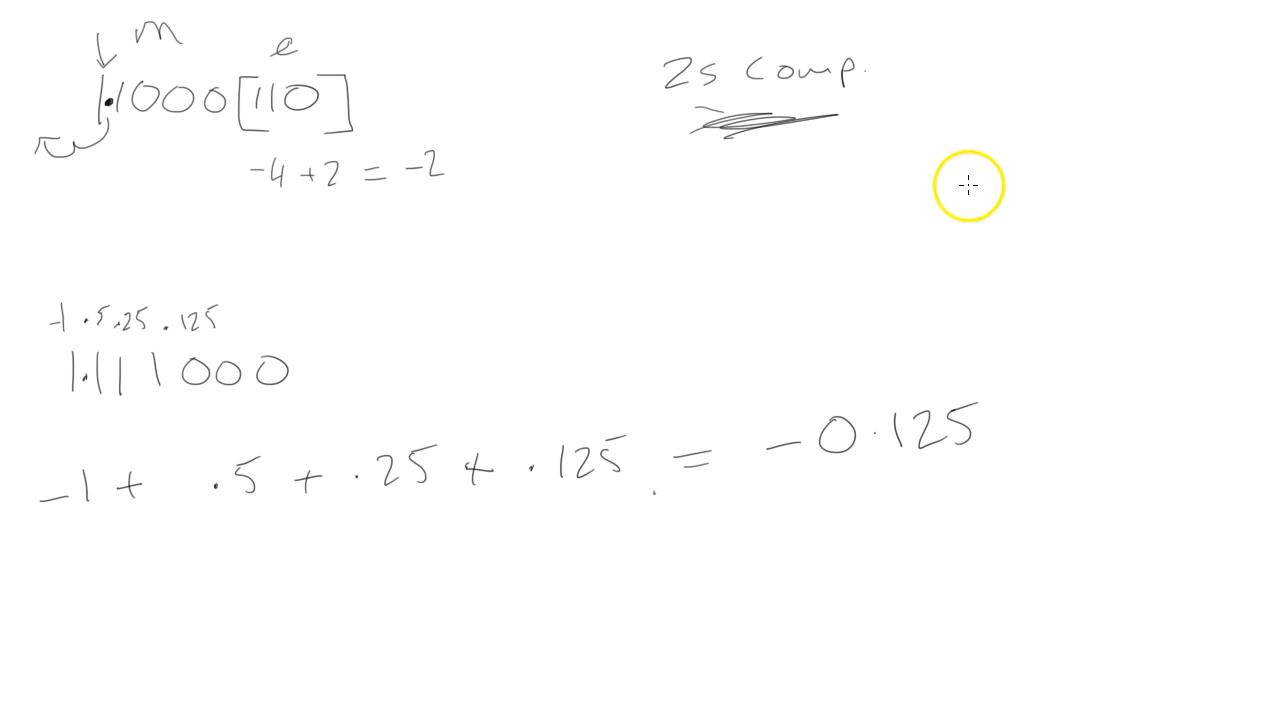 m e
1.1000[110]
-4 + 2 = -2
2s Comp.
-1 .5 .25 .125
1.111000
-1 + .5 + .25 + .125 = -0.125